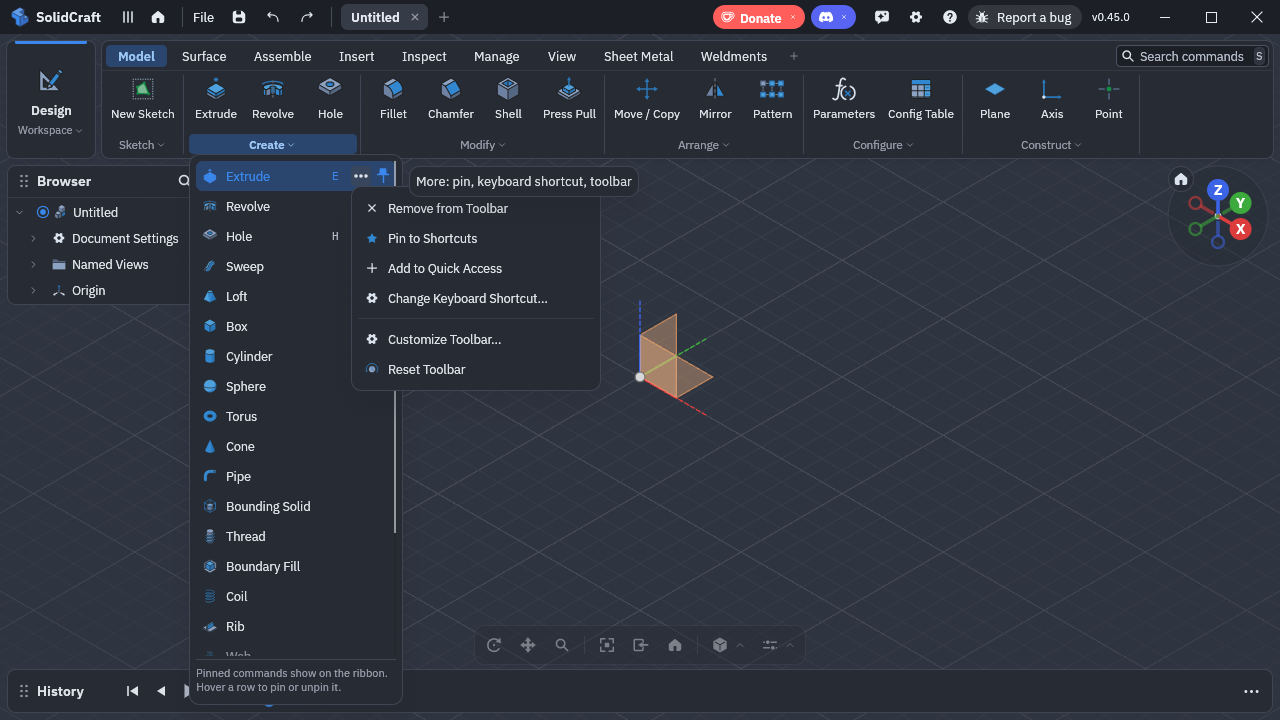 SolidCraft
File
Untitled
Donate
Report a bug
v0.45.0
Design
Workspace
Model
Surface
Assemble
Insert
Inspect
Manage
View
Sheet Metal
Weldments
Search commands
S
New Sketch
Extrude
Revolve
Hole
Fillet
Chamfer
Shell
Press Pull
Move / Copy
Mirror
Pattern
Parameters
Config Table
Plane
Axis
Point
Sketch
Create
Modify
Arrange
Configure
Construct
Browser
Untitled
Document Settings
Named Views
Origin
Extrude
E
Revolve
Hole
H
Sweep
Loft
Box
Cylinder
Sphere
Torus
Cone
Pipe
Bounding Solid
Thread
Boundary Fill
Coil
Rib
Web
Pinned commands show on the ribbon.
Hover a row to pin or unpin it.
More: pin, keyboard shortcut, toolbar
Remove from Toolbar
Pin to Shortcuts
Add to Quick Access
Change Keyboard Shortcut...
Customize Toolbar...
Reset Toolbar
Z
Y
X
History